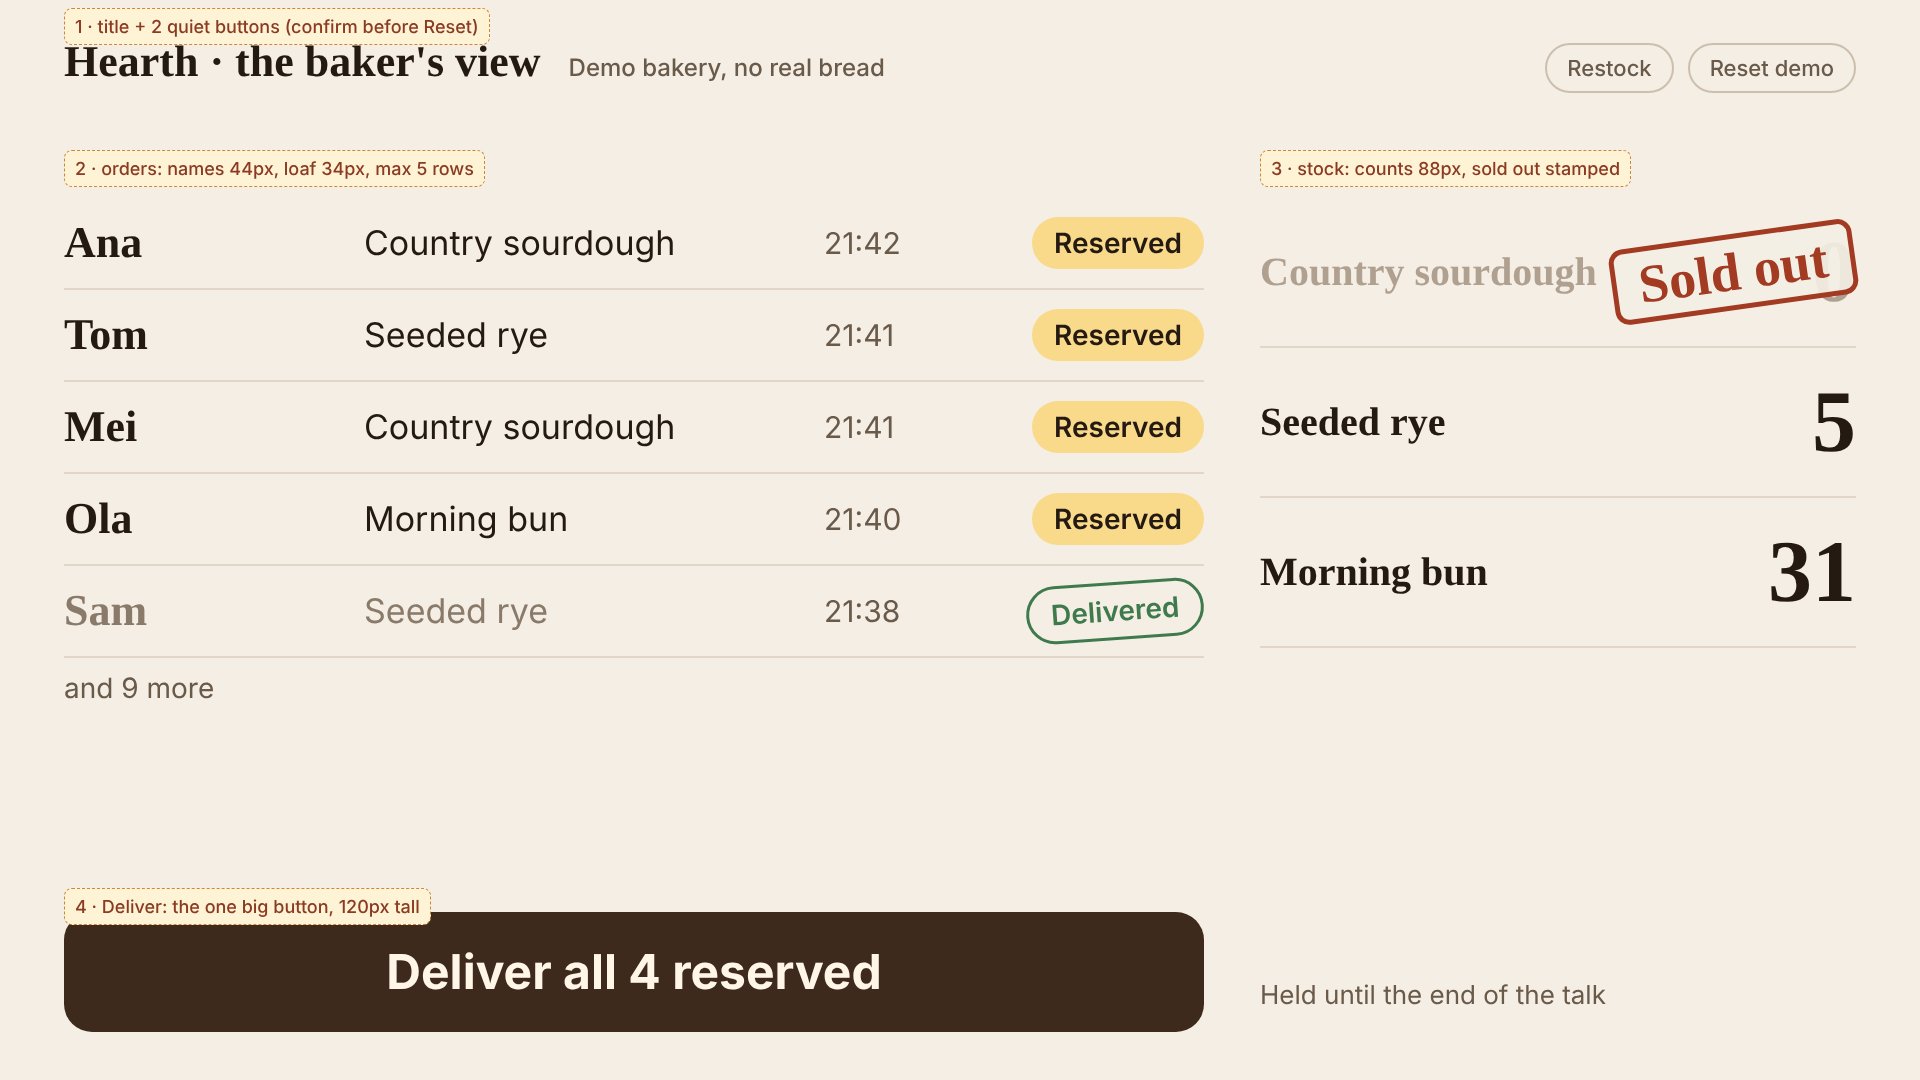 1 · title + 2 quiet buttons (confirm before Reset)
Hearth · the baker's view
Demo bakery, no real bread
Restock
Reset demo
2 · orders: names 44px, loaf 34px, max 5 rows
Ana Country sourdough 21:42 Reserved
Tom Seeded rye 21:41 Reserved
Mei Country sourdough 21:41 Reserved
Ola Morning bun 21:40 Reserved
Sam Seeded rye 21:38 Delivered
and 9 more
3 · stock: counts 88px, sold out stamped
Country sourdough 0 Sold out
Seeded rye 5
Morning bun 31
4 · Deliver: the one big button, 120px tall
Deliver all 4 reserved
Held until the end of the talk